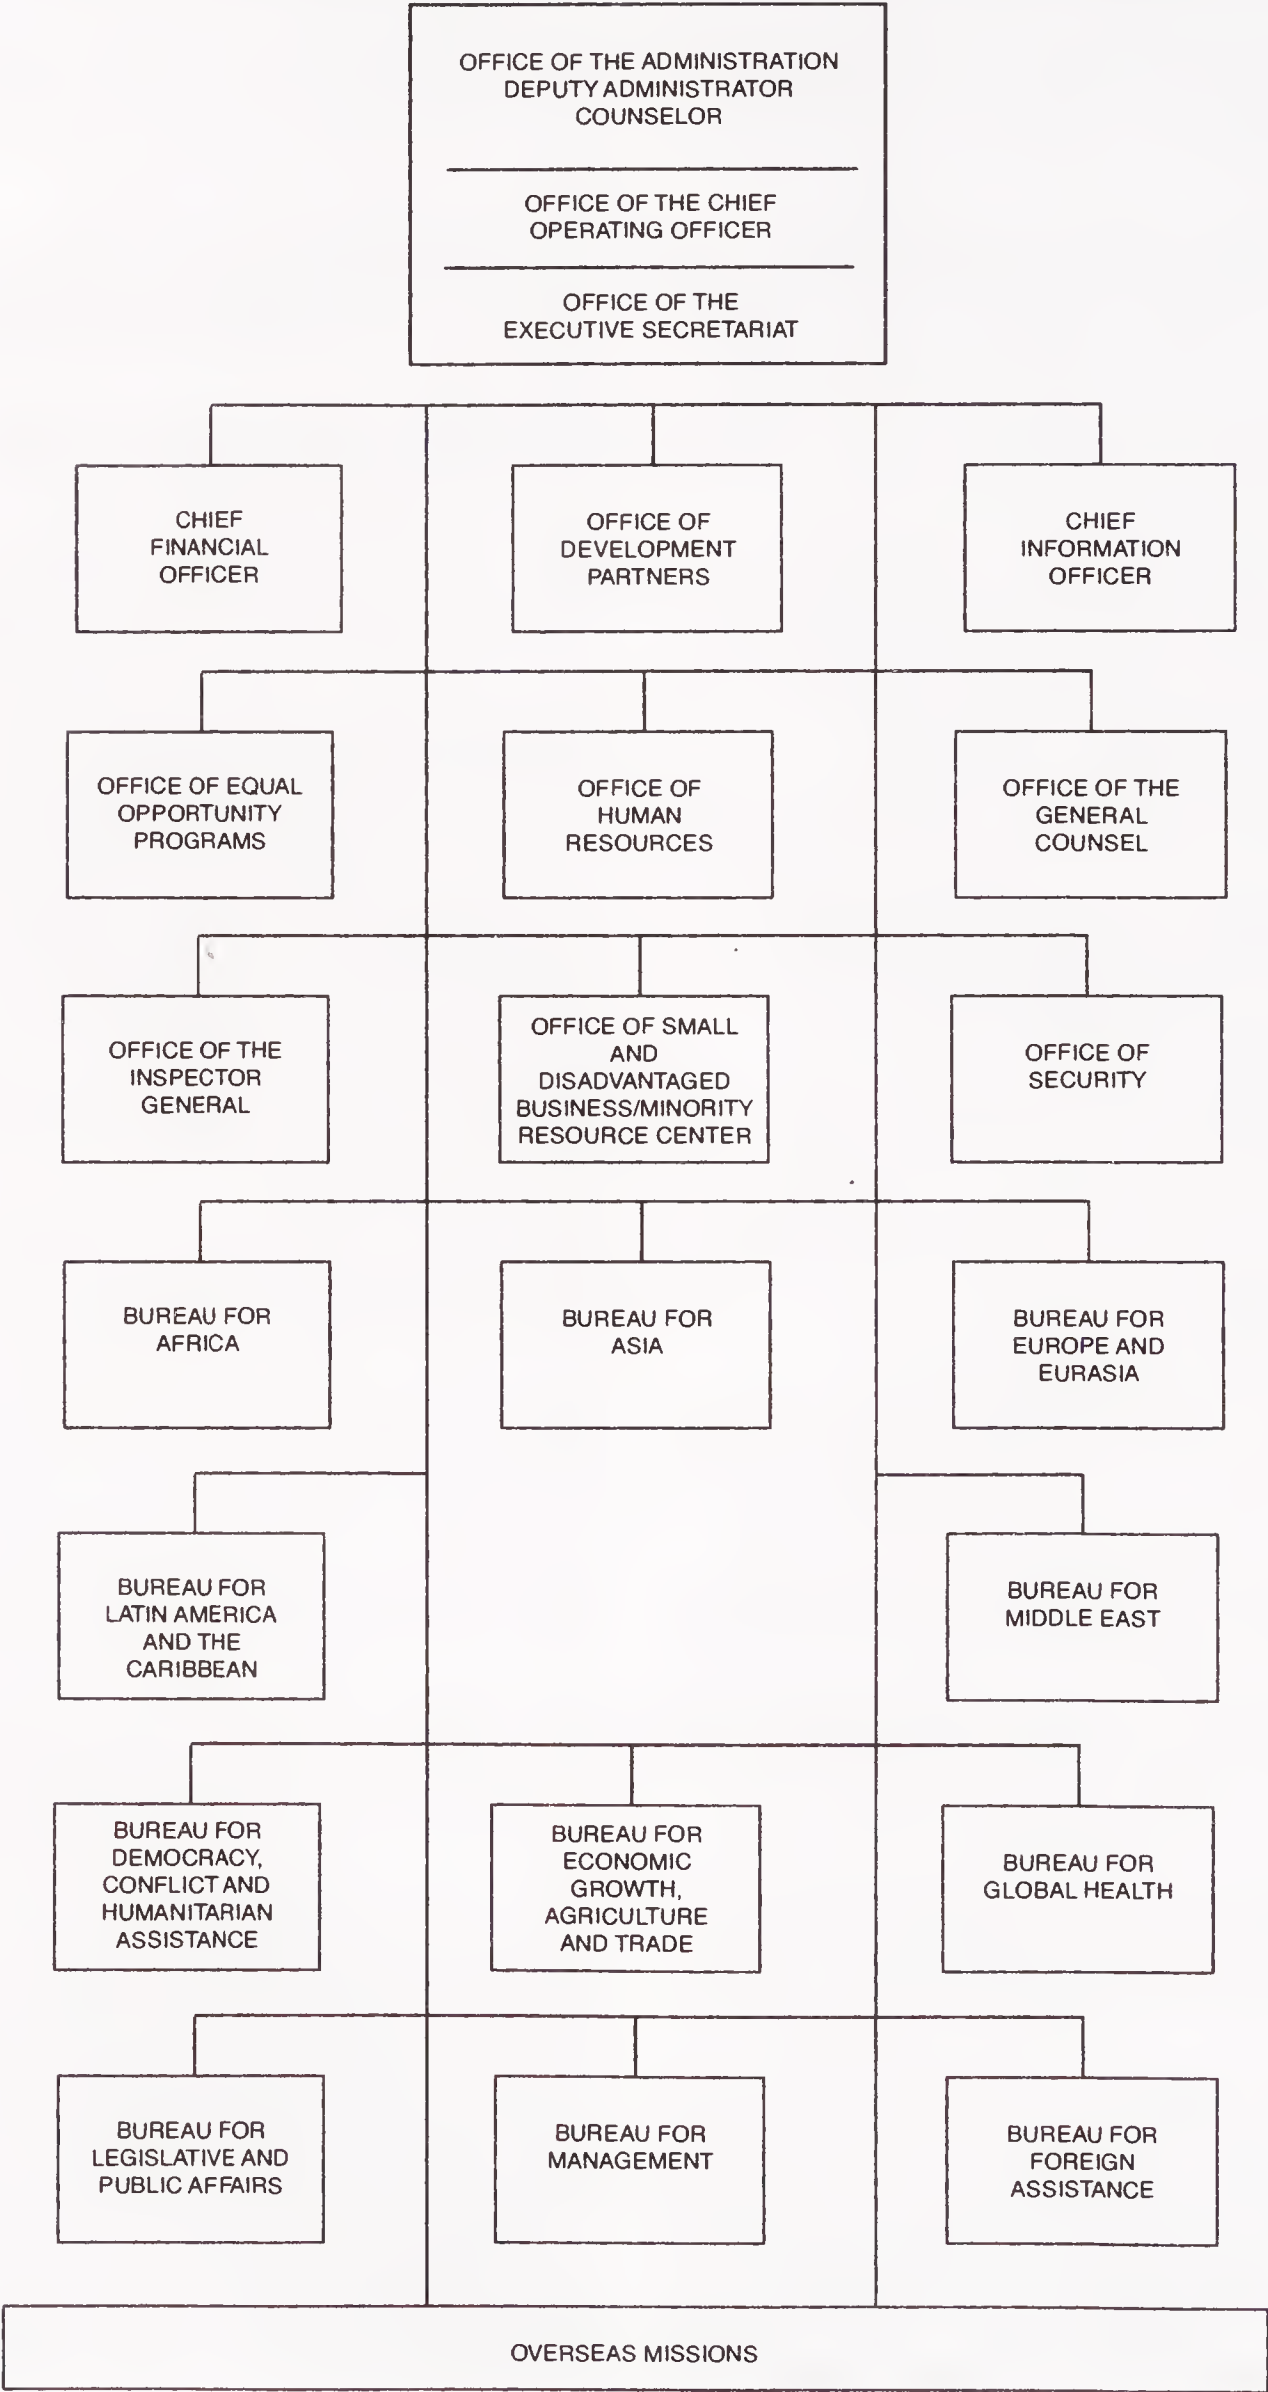 OFFICE OF THE ADMINISTRATION
DEPUTY ADMINISTRATOR
COUNSELOR
OFFICE OF THE CHIEF
OPERATING OFFICER
OFFICE OF THE
EXECUTIVE SECRETARIAT
CHIEF
FINANCIAL
OFFICER
OFFICE OF
DEVELOPMENT
PARTNERS
CHIEF
INFORMATION
OFFICER
OFFICE OF EQUAL
OPPORTUNITY
PROGRAMS
OFFICE OF
HUMAN
RESOURCES
OFFICE OF THE
GENERAL
COUNSEL
OFFICE OF THE
INSPECTOR
GENERAL
OFFICE OF SMALL
AND
DISADVANTAGED
BUSINESS/MINORITY
RESOURCE CENTER
OFFICE OF
SECURITY
BUREAU FOR
AFRICA
BUREAU FOR
ASIA
BUREAU FOR
EUROPE AND
EURASIA
BUREAU FOR
LATIN AMERICA
AND THE
CARIBBEAN
BUREAU FOR
MIDDLE EAST
BUREAU FOR
DEMOCRACY,
CONFLICT AND
HUMANITARIAN
ASSISTANCE
BUREAU FOR
ECONOMIC
GROWTH,
AGRICULTURE
AND TRADE
BUREAU FOR
GLOBAL HEALTH
BUREAU FOR
LEGISLATIVE AND
PUBLIC AFFAIRS
BUREAU FOR
MANAGEMENT
BUREAU FOR
FOREIGN
ASSISTANCE
OVERSEAS MISSIONS